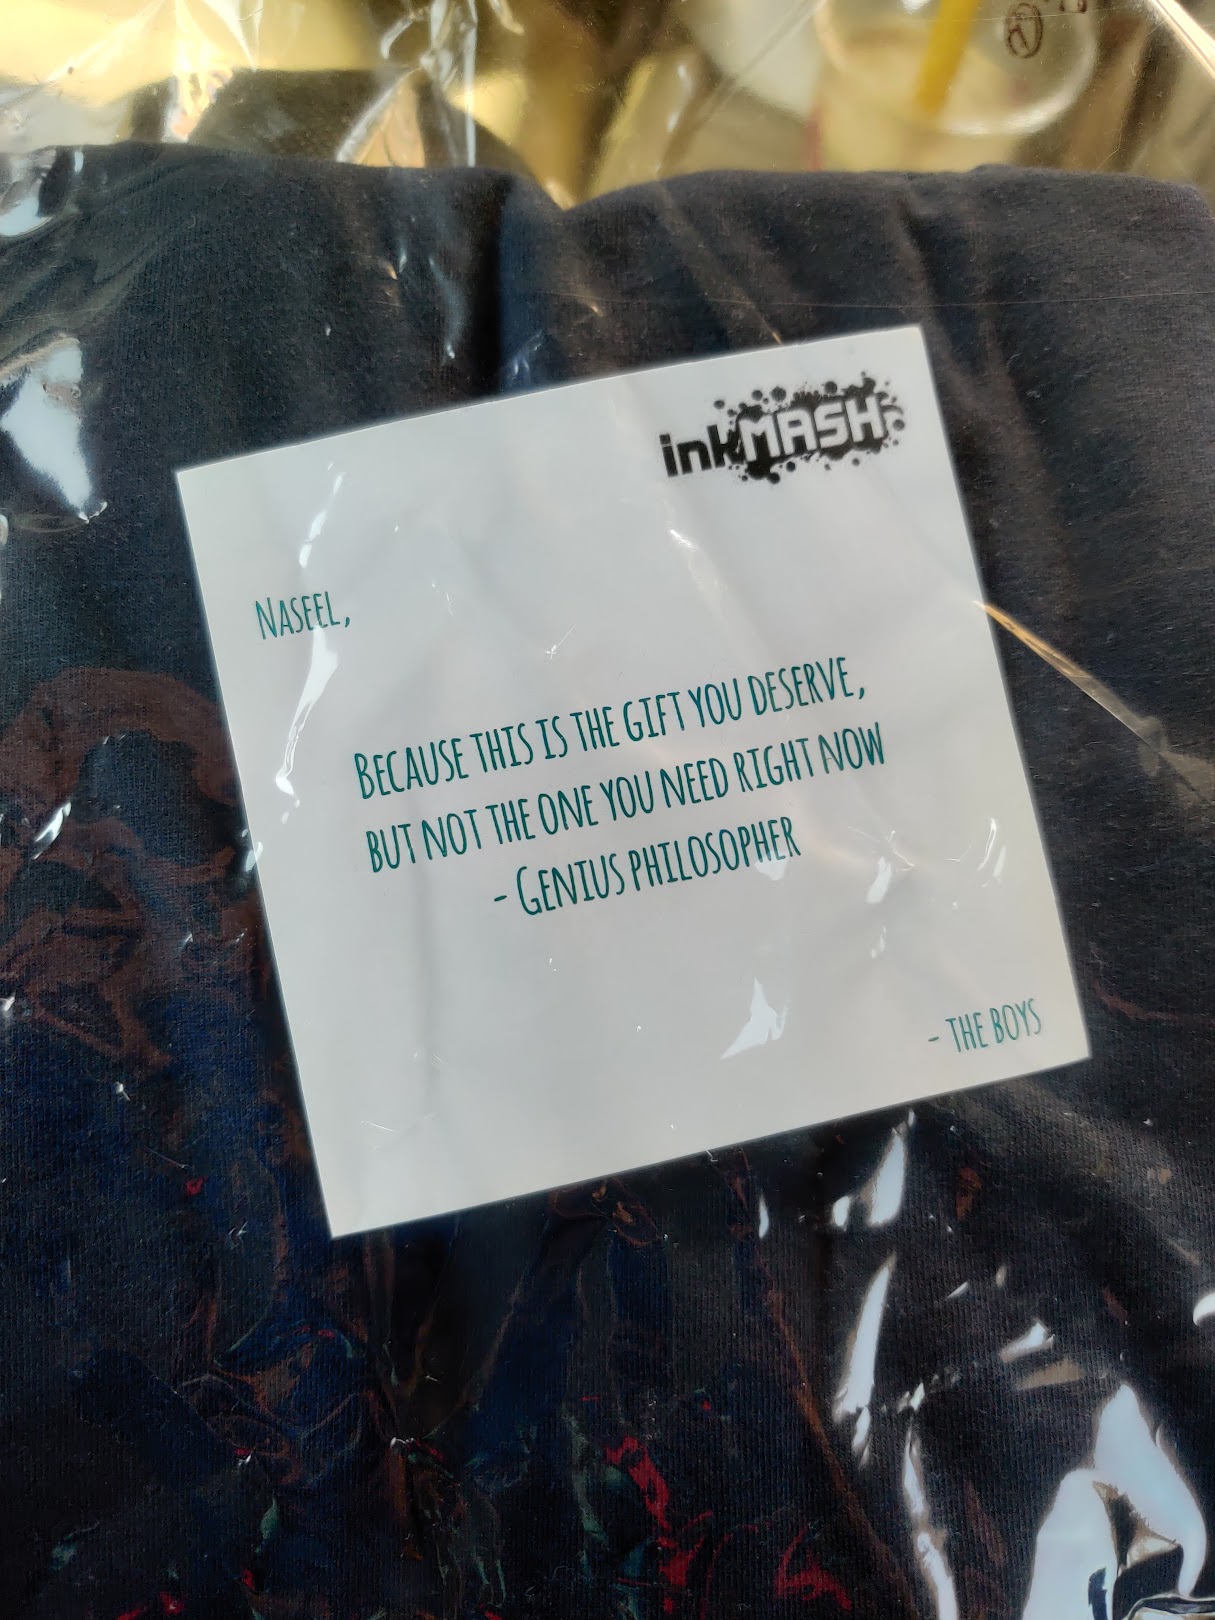 inkMASH
NASEEL,
BECAUSE THIS IS THE GIFT YOU DESERVE,
BUT NOT THE ONE YOU NEED RIGHT NOW
- GENIUS PHILOSOPHER
- THE BOYS